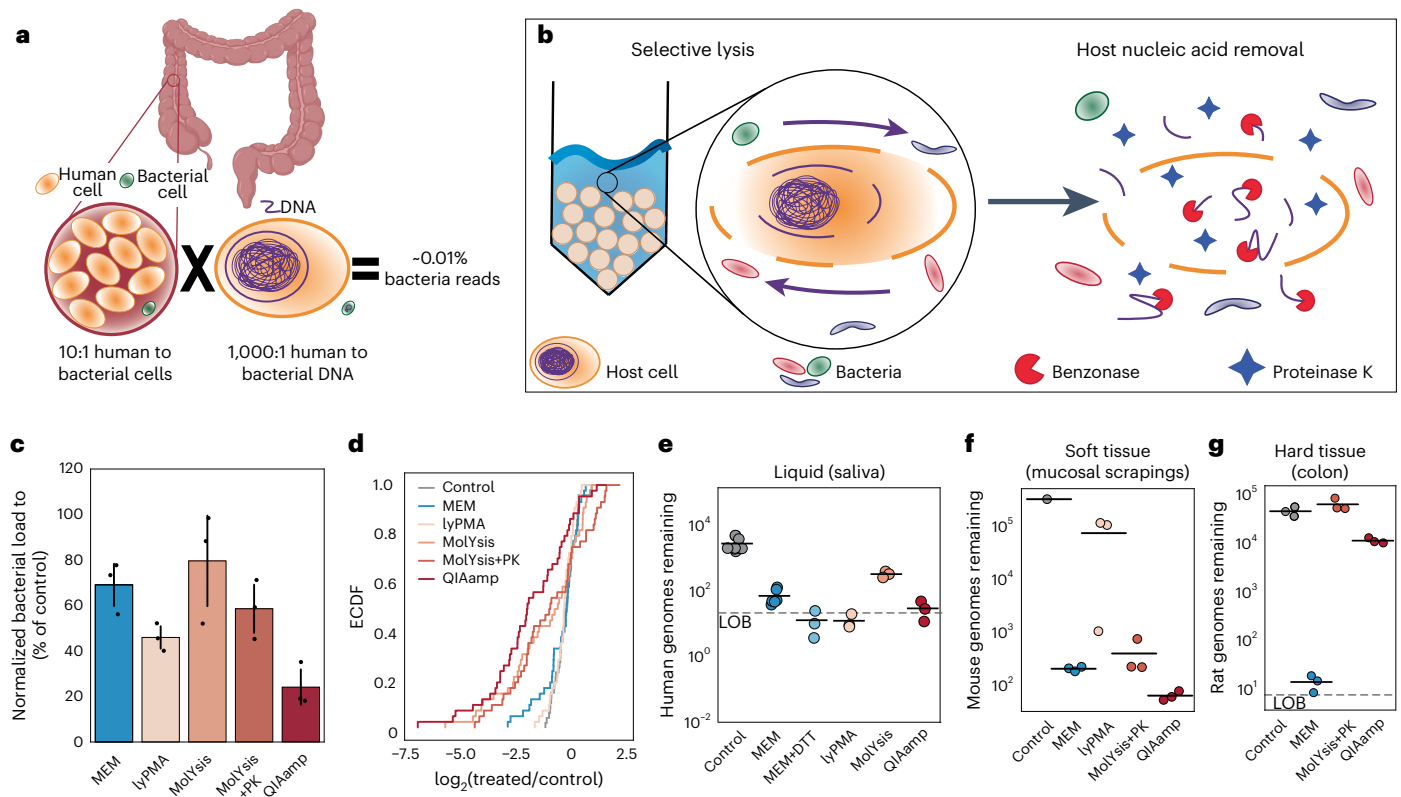 a
Human
cell
Bacterial
cell
DNA
X
=
~0.01%
bacteria reads
10:1 human to
bacterial cells
1,000:1 human to
bacterial DNA
b
Selective lysis
Host nucleic acid removal
Host cell
Bacteria
Benzonase
Proteinase K
c
Normalized bacterial load to
(% of control)
120
100
80
60
40
20
0
MEM
lyPMA
MolYsis
MolYsis
+PK
QIAamp
d
ECDF
1.0
0.8
0.6
0.4
0.2
0
Control
MEM
lyPMA
MolYsis
MolYsis+PK
QIAamp
−7.5
−5.0
−2.5
0
2.5
log2(treated/control)
e
Liquid (saliva)
Human genomes remaining
10^4
10^2
10^0
10^−2
LOB
Control
MEM
MEM+DTT
lyPMA
MolYsis
QIAamp
f
Soft tissue
(mucosal scrapings)
Mouse genomes remaining
10^5
10^4
10^3
10^2
Control
MEM
lyPMA
MolYsis+PK
QIAamp
g
Hard tissue
(colon)
Rat genomes remaining
10^5
10^4
10^3
10^2
10^1
LOB
Control
MEM
MolYsis+PK
QIAamp